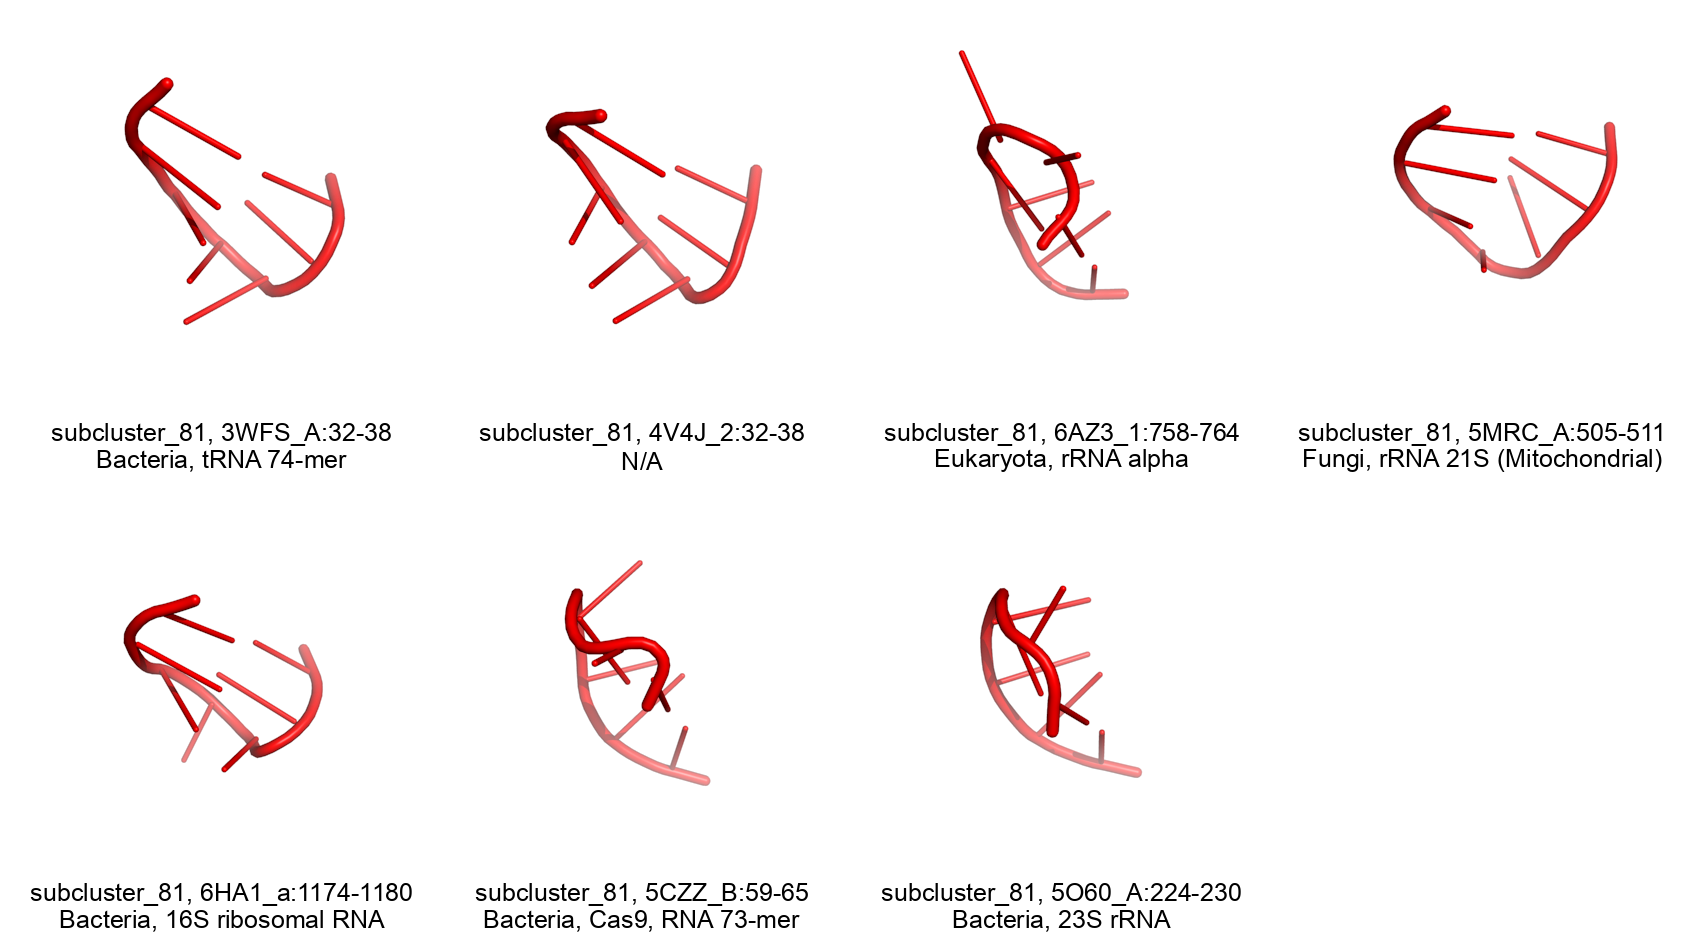 subcluster_81, 3WFS_A:32-38
Bacteria, tRNA 74-mer
subcluster_81, 4V4J_2:32-38
N/A
subcluster_81, 6AZ3_1:758-764
Eukaryota, rRNA alpha
subcluster_81, 5MRC_A:505-511
Fungi, rRNA 21S (Mitochondrial)
subcluster_81, 6HA1_a:1174-1180
Bacteria, 16S ribosomal RNA
subcluster_81, 5CZZ_B:59-65
Bacteria, Cas9, RNA 73-mer
subcluster_81, 5O60_A:224-230
Bacteria, 23S rRNA